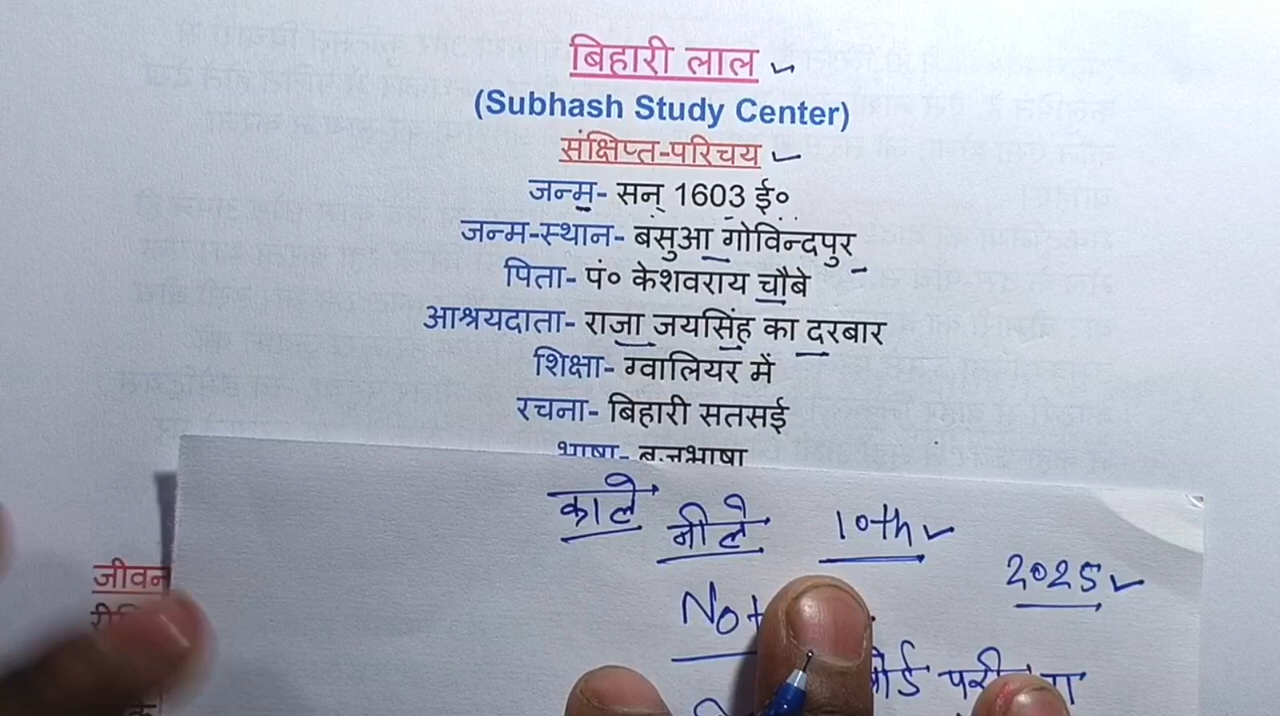 बिहारी लाल
(Subhash Study Center)
संक्षिप्त-परिचय
जन्म- सन् 1603 ई०
जन्म-स्थान- बंसुआ गोविन्दपुर
पिता- पं० केशवराय चौबे
आश्रयदाता- राजा जयसिंह का दरबार
शिक्षा- ग्वालियर में
रचना- बिहारी सतसई
भाषा- बृजभाषा
काले नीले 10th
2025
जीवन